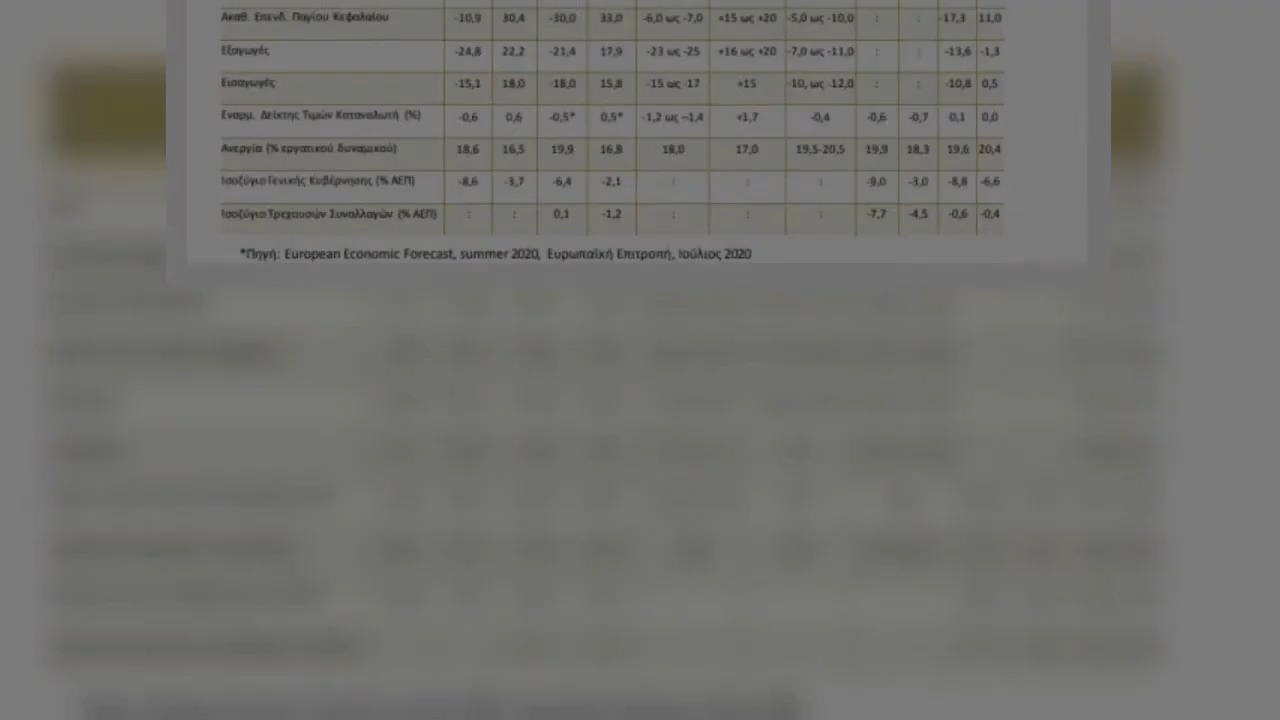 Ακαθ. Επενδ. Παγίου Κεφαλαίου -10,9 30,4 -30,0 33,0 -6,0 ως -7,0 +15 ως +20 -5,0 ως -10,0 : : -17,3 11,0
Εξαγωγές -24,8 22,2 -21,4 17,9 -23 ως -25 +16 ως +20 -7,0 ως -11,0 : : -13,6 -1,3
Εισαγωγές -15,1 18,0 -18,0 15,8 -15 ως -17 +15 -10, ως -12,0 : : -10,8 0,5
Εναρμ. Δείκτης Τιμών Καταναλωτή (%) -0,6 0,6 -0,5* 0,5* -1,2 ως –1,4 +1,7 -0,4 -0,6 -0,7 0,1 0,0
Ανεργία (% εργατικού δυναμικού) 18,6 16,5 19,9 16,8 18,0 17,0 19,5-20,5 19,9 18,3 19,6 20,4
Ισοζύγιο Γενικής Κυβέρνησης (% ΑΕΠ) -8,6 -3,7 -6,4 -2,1 : : : -9,0 -3,0 -8,8 -6,6
Ισοζύγιο Τρεχουσών Συναλλαγών (% ΑΕΠ) : : 0,1 -1,2 : : : -7,7 -4,5 -0,6 -0,4
*Πηγή: European Economic Forecast, summer 2020, Ευρωπαϊκή Επιτροπή, Ιούλιος 2020